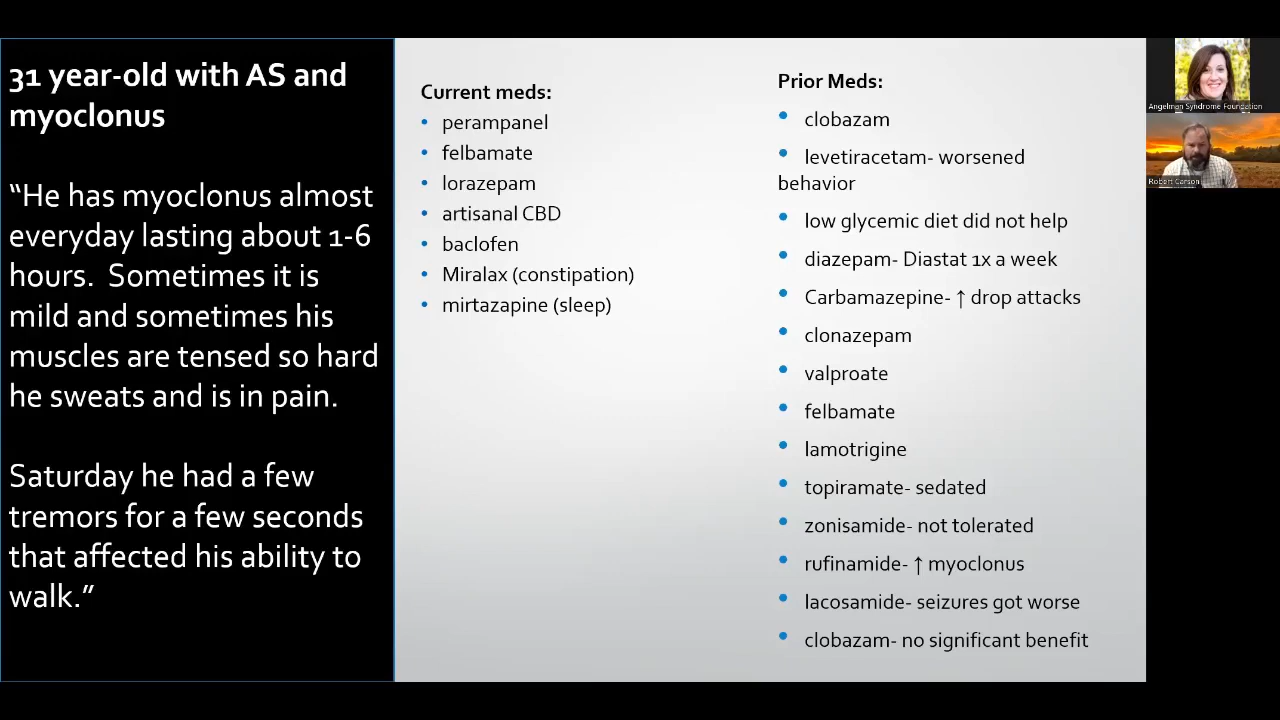 31 year-old with AS and
myoclonus
“He has myoclonus almost
everyday lasting about 1-6
hours.  Sometimes it is
mild and sometimes his
muscles are tensed so hard
he sweats and is in pain.
Saturday he had a few
tremors for a few seconds
that affected his ability to
walk.”
Current meds:
• perampanel
• felbamate
• lorazepam
• artisanal CBD
• baclofen
• Miralax (constipation)
• mirtazapine (sleep)
Prior Meds:
• clobazam
• levetiracetam- worsened
behavior
• low glycemic diet did not help
• diazepam- Diastat 1x a week
• Carbamazepine- ↑ drop attacks
• clonazepam
• valproate
• felbamate
• lamotrigine
• topiramate- sedated
• zonisamide- not tolerated
• rufinamide- ↑ myoclonus
• lacosamide- seizures got worse
• clobazam- no significant benefit
Angelman Syndrome Foundation
Robert Carson